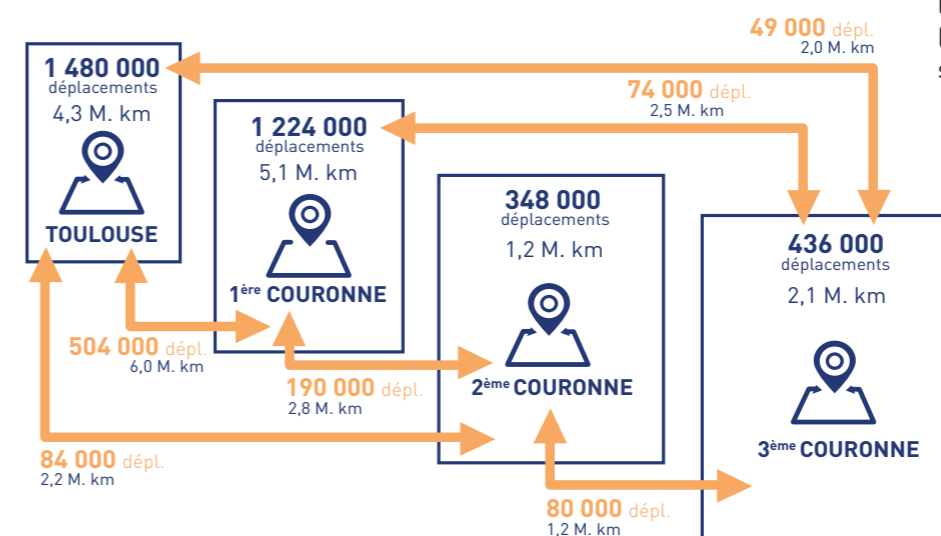 49 000 dépl.
2,0 M. km
74 000 dépl.
2,5 M. km
1 480 000
déplacements
4,3 M. km
TOULOUSE
1 224 000
déplacements
5,1 M. km
1ère COURONNE
348 000
déplacements
1,2 M. km
2ème COURONNE
436 000
déplacements
2,1 M. km
3ème COURONNE
504 000 dépl.
6,0 M. km
190 000 dépl.
2,8 M. km
84 000 dépl.
2,2 M. km
80 000 dépl.
1,2 M. km